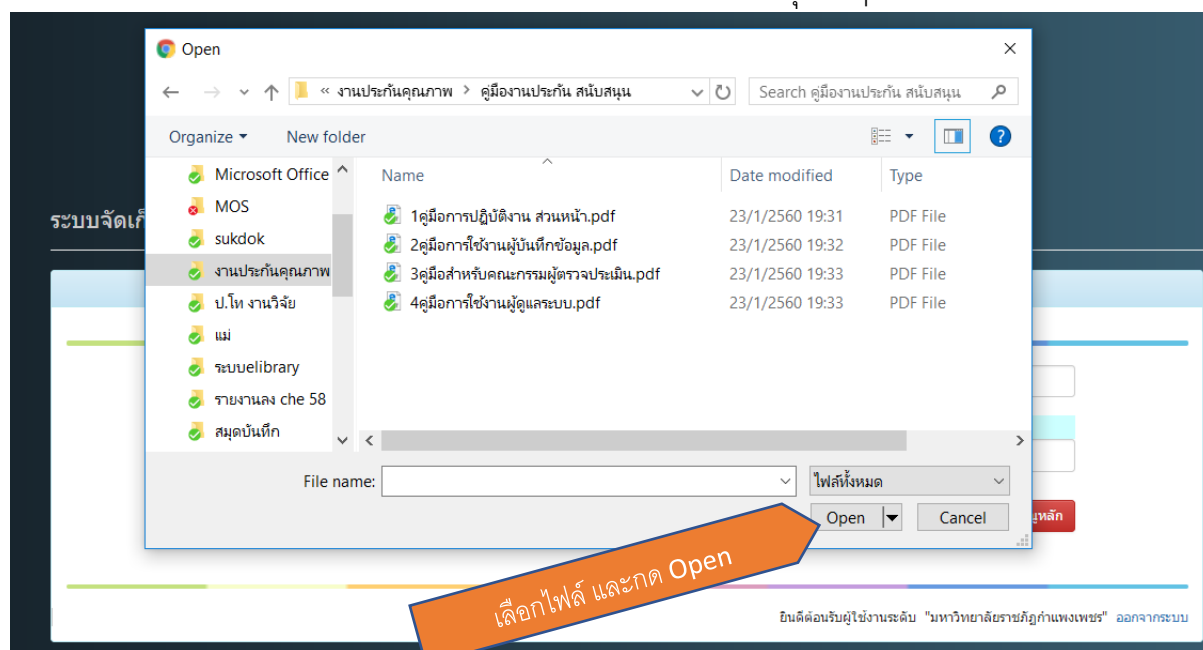 Open
« งานประกันคุณภาพ > คู่มืองานประกัน สนับสนุน
Search คู่มืองานประกัน สนับสนุน
Organize
New folder
Name
Date modified
Type
Microsoft Office
MOS
sukdok
งานประกันคุณภาพ
ป.โท งานวิจัย
แม่
ระบบelibrary
รายงานลง che 58
สมุดบันทึก
1คู่มือการปฏิบัติงาน ส่วนหน้า.pdf 23/1/2560 19:31 PDF File
2คู่มือการใช้งานผู้บันทึกข้อมูล.pdf 23/1/2560 19:32 PDF File
3คู่มือสำหรับคณะกรรมผู้ตรวจประเมิน.pdf 23/1/2560 19:33 PDF File
4คู่มือการใช้งานผู้ดูแลระบบ.pdf 23/1/2560 19:33 PDF File
ระบบจัดเก็
File name:
ไฟล์ทั้งหมด
Open
Cancel
หลัก
เลือกไฟล์ และกด Open
ยินดีต้อนรับผู้ใช้งานระดับ "มหาวิทยาลัยราชภัฏกำแพงเพชร" ออกจากระบบ